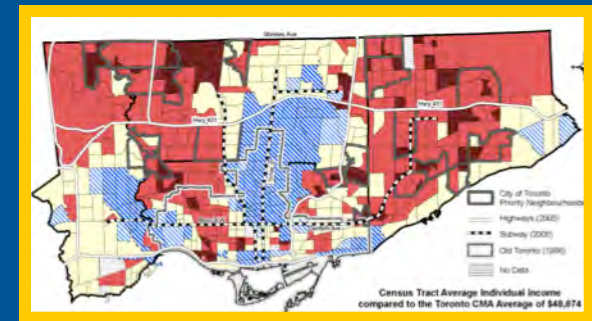 Steeles Ave
Hwy 401
Hwy 401
City of Toronto
Priority Neighbourhoods
Highways (2005)
Subway (2005)
Old Toronto (1996)
No Data
Census Tract Average Individual Income
compared to the Toronto CMA Average of $48,874